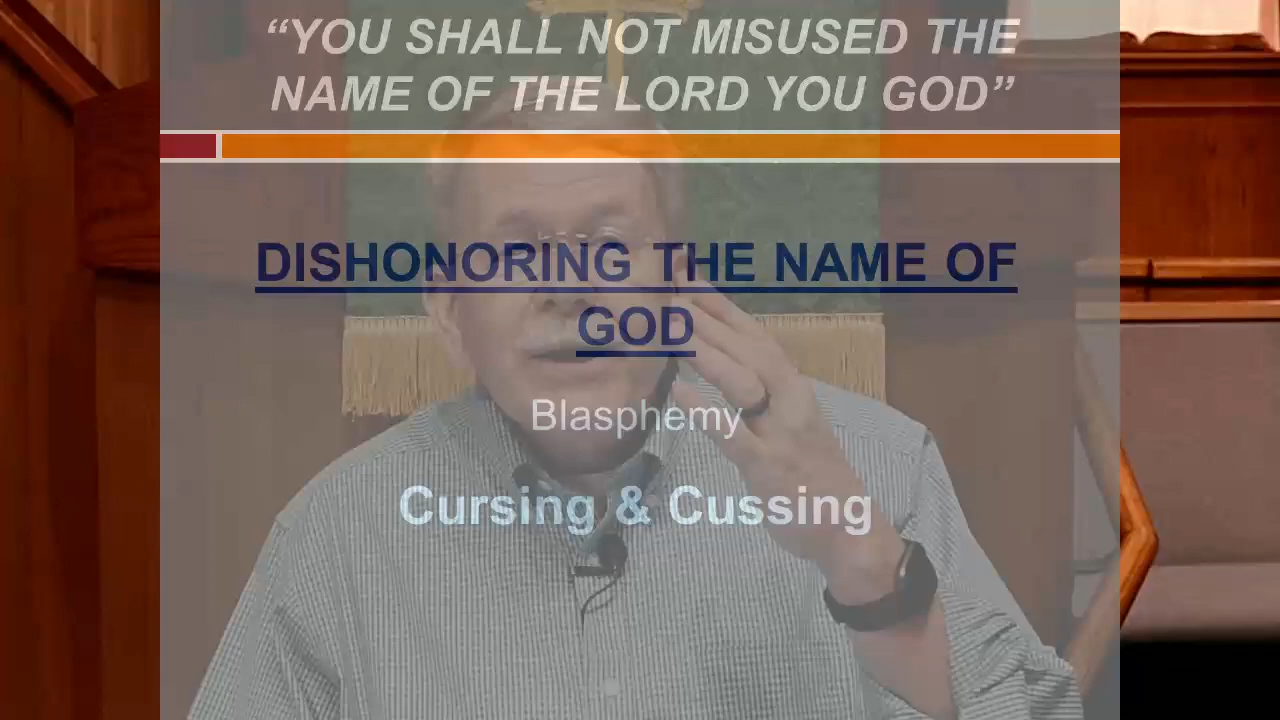 “YOU SHALL NOT MISUSED THE
NAME OF THE LORD YOU GOD”
DISHONORING THE NAME OF
GOD
Blasphemy
Cursing & Cussing